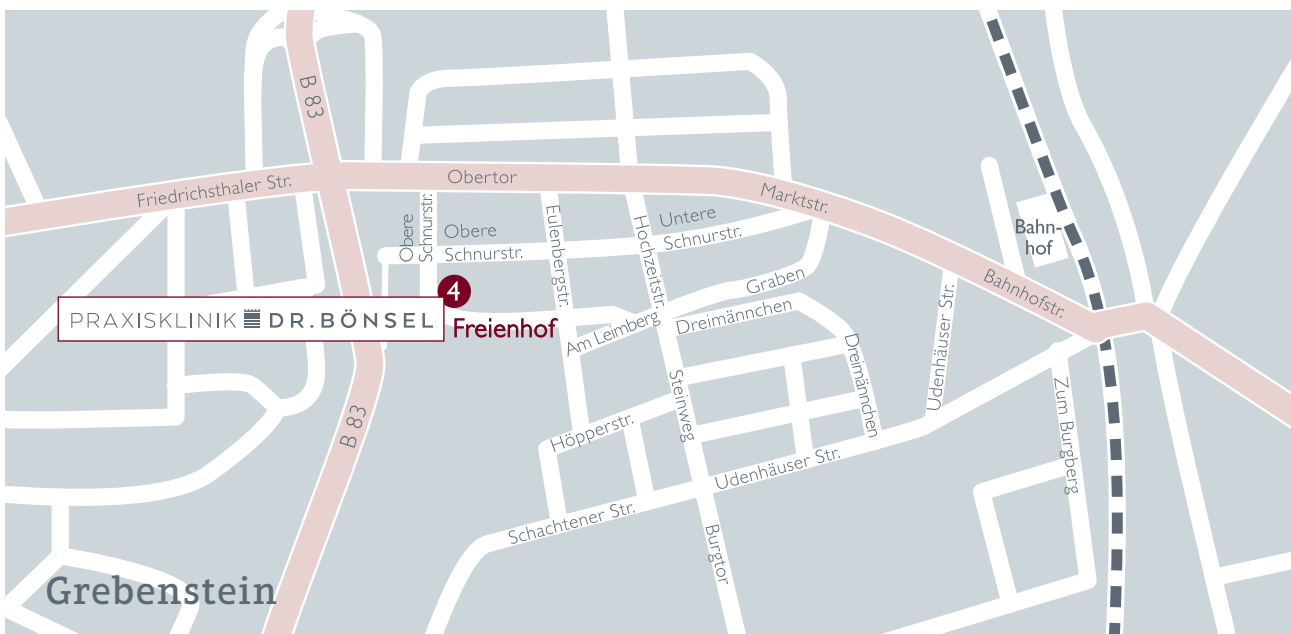 B 83
Friedrichsthaler Str.
Obertor
Marktstr.
Bahn-
hof
Bahnhofstr.
Obere
Schnurstr.
Obere
Schnurstr.
Eulenbergstr.
Hochzeitstr.
Untere
Schnurstr.
Graben
4
PRAXISKLINIK DR.BÖNSEL
Freienhof
Am Leimberg
Dreimännchen
Dreimännchen
Udenhäuser Str.
Steinweg
Zum Burgberg
B 83
Höpperstr.
Udenhäuser Str.
Schachtener Str.
Burgtor
Grebenstein